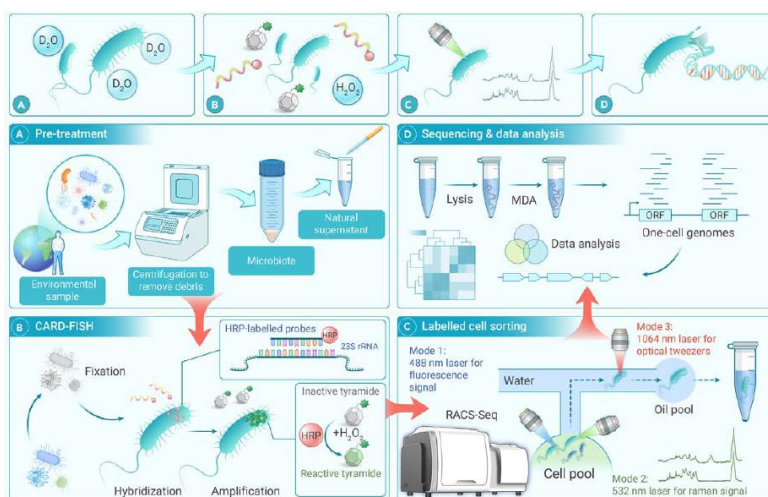 D₂O
D₂O
D₂O
A
H₂O₂
B
C
D
A Pre-treatment
Environmental
sample
Centrifugation to
remove debris
Microbiota
Natural
supernatant
D Sequencing & data analysis
Lysis
MDA
ORF
ORF
One-cell genomes
Data analysis
B CARD-FISH
Fixation
HRP-labelled probes
HRP
23S rRNA
Hybridization
Amplification
Inactive tyramide
HRP
+H₂O₂
Reactive tyramide
C Labelled cell sorting
Mode 1:
488 nm laser for
fluorescence
signal
Mode 3:
1064 nm laser for
optical tweezers
Water
Oil pool
RACS-Seq
Cell pool
Mode 2:
532 nm laser for raman signal